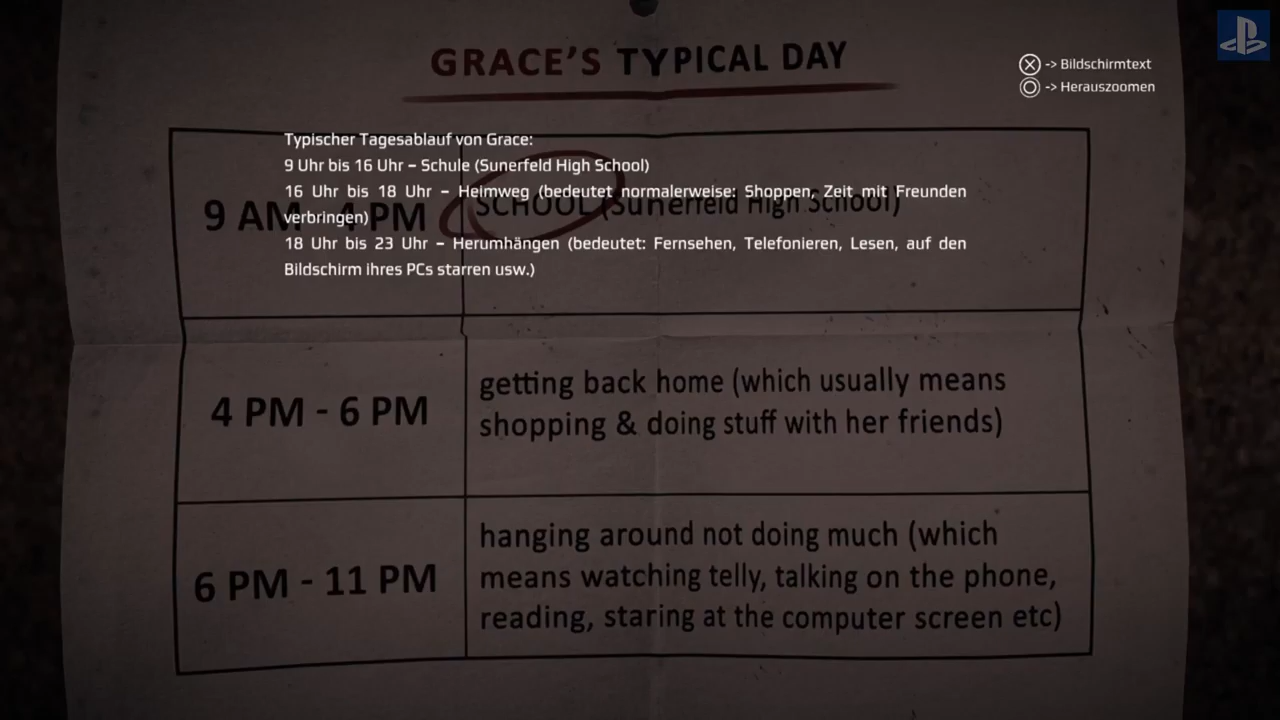 GRACE'S TYPICAL DAY
-> Bildschirmtext
-> Herauszoomen
Typischer Tagesablauf von Grace:
9 Uhr bis 16 Uhr – Schule (Sunerfeld High School)
16 Uhr bis 18 Uhr – Heimweg (bedeutet normalerweise: Shoppen, Zeit mit Freunden
verbringen)
18 Uhr bis 23 Uhr – Herumhängen (bedeutet: Fernsehen, Telefonieren, Lesen, auf den
Bildschirm ihres PCs starren usw.)
9 AM - 4 PM
SCHOOL (Sunerfeld High School)
4 PM - 6 PM
getting back home (which usually means
shopping & doing stuff with her friends)
6 PM - 11 PM
hanging around not doing much (which
means watching telly, talking on the phone,
reading, staring at the computer screen etc)